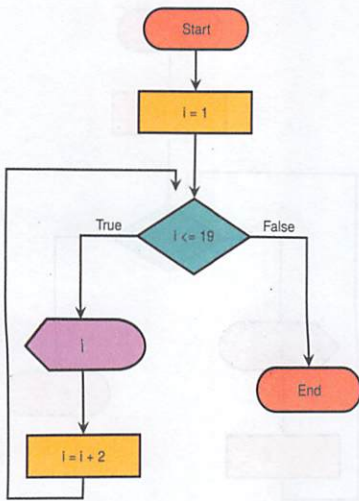 Start
i = 1
i <= 19
True
False
i
End
i = i + 2